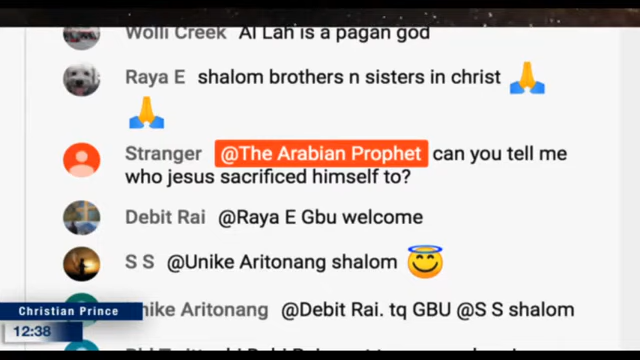 Wolli Creek Al Lah is a pagan god
Raya E shalom brothers n sisters in christ
Stranger @The Arabian Prophet can you tell me
who jesus sacrificed himself to?
Debit Rai @Raya E Gbu welcome
S S @Unike Aritonang shalom
Unike Aritonang @Debit Rai. tq GBU @S S shalom
Christian Prince
12:38